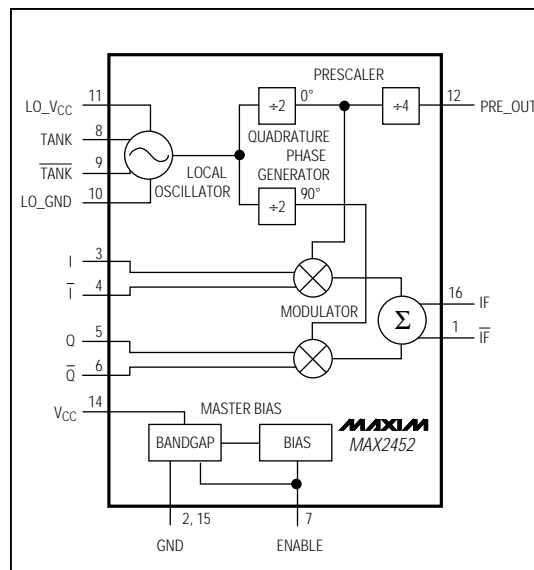 PRESCALER
11
0°
12
LO_VCC
÷2
÷4
PRE_OUT
8
TANK
QUADRATURE
PHASE
GENERATOR
9
TANK
LOCAL
OSCILLATOR
10
LO_GND
÷2
90°
3
I
4
I
16
IF
MODULATOR
Σ
5
Q
1
IF
6
Q
14
VCC
MASTER BIAS
MAXIM
MAX2452
BANDGAP
BIAS
2, 15
7
GND
ENABLE